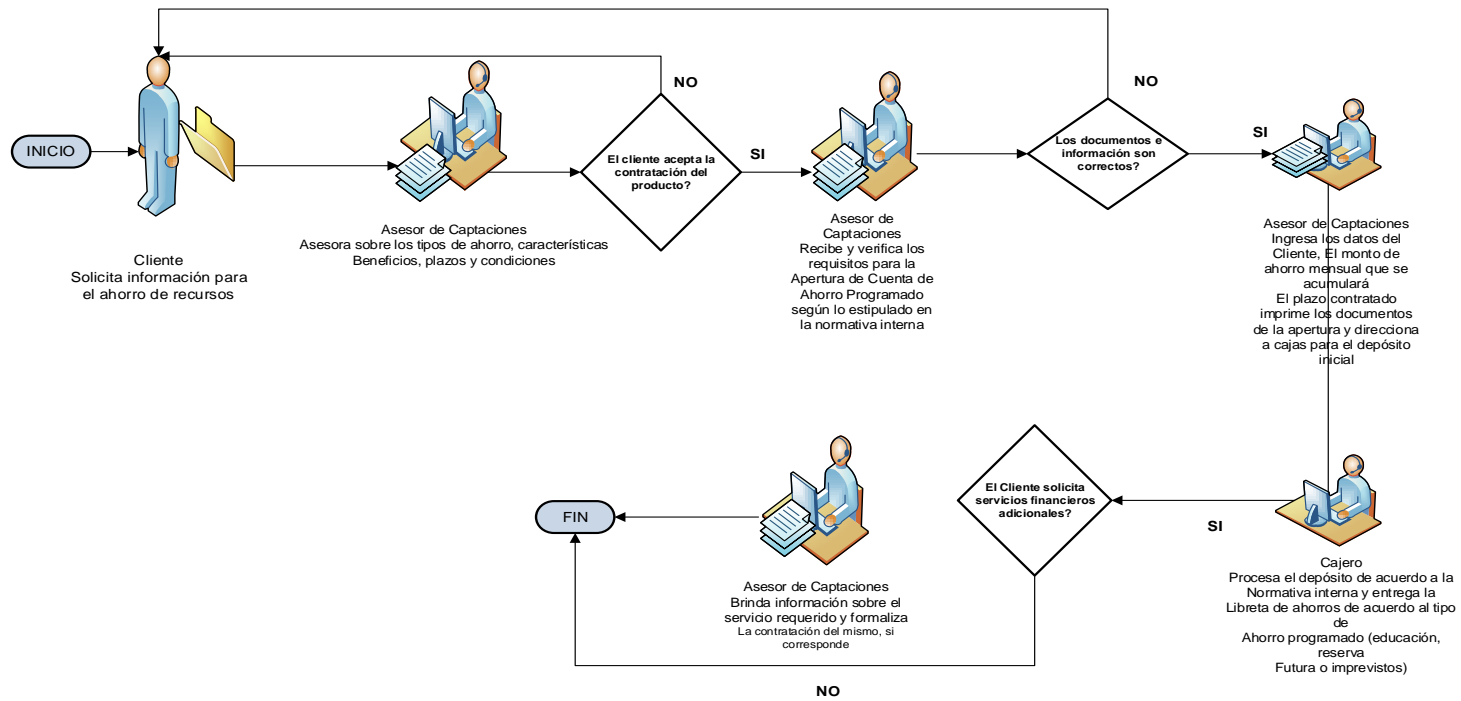 INICIO
Cliente
Solicita información para
el ahorro de recursos
Asesor de Captaciones
Asesora sobre los tipos de ahorro, características
Beneficios, plazos y condiciones
El cliente acepta la
contratación del
producto?
NO
SI
Asesor de
Captaciones
Recibe y verifica los
requisitos para la
Apertura de Cuenta de
Ahorro Programado
según lo estipulado en
la normativa interna
Los documentos e
información son
correctos?
NO
SI
Asesor de Captaciones
Ingresa los datos del
Cliente, El monto de
ahorro mensual que se
acumulará
El plazo contratado
imprime los documentos
de la apertura y direcciona
a cajas para el depósito
inicial
Cajero
Procesa el depósito de acuerdo a la
Normativa interna y entrega la
Libreta de ahorros de acuerdo al tipo
de
Ahorro programado (educación,
reserva
Futura o imprevistos)
El Cliente solicita
servicios financieros
adicionales?
SI
NO
Asesor de Captaciones
Brinda información sobre el
servicio requerido y formaliza
La contratación del mismo, si
corresponde
FIN